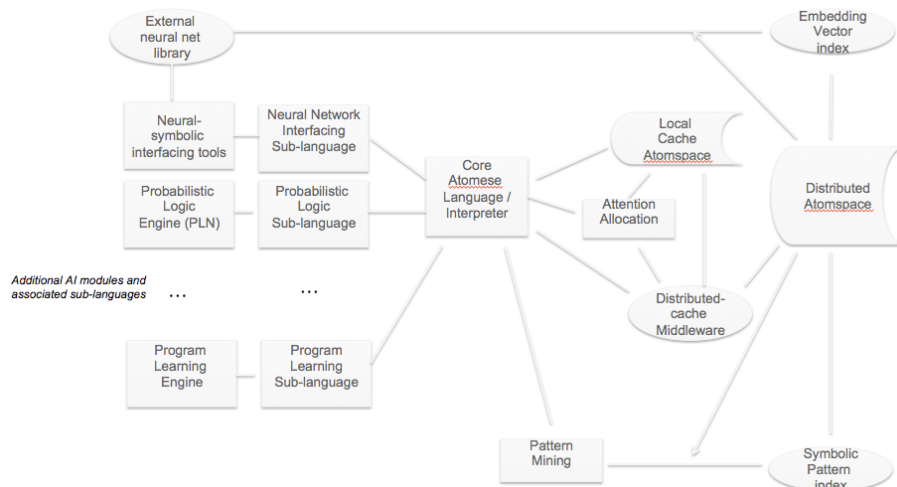 External
neural net
library
Embedding
Vector
index
Neural-
symbolic
interfacing tools
Neural Network
Interfacing
Sub-language
Local
Cache
Atomspace
Core
Atomese
Language /
Interpreter
Probabilistic
Logic
Engine (PLN)
Probabilistic
Logic
Sub-language
Attention
Allocation
Distributed
Atomspace
Additional AI modules and
associated sub-languages
...
...
Distributed-
cache
Middleware
Program
Learning
Engine
Program
Learning
Sub-language
Pattern
Mining
Symbolic
Pattern
index